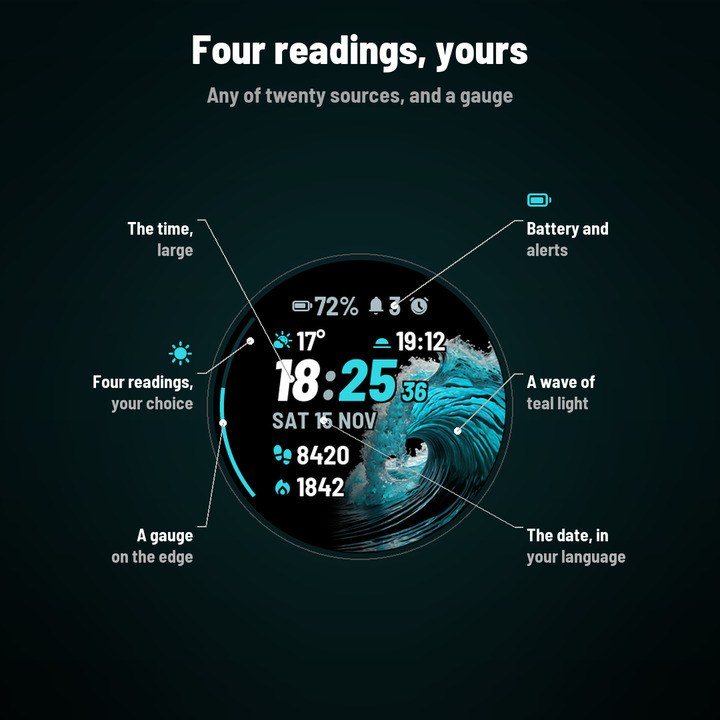 Four readings, yours
Any of twenty sources, and a gauge
The time,
large
Battery and
alerts
72% 3
17° 19:12
18:25 36
SAT 15 NOV
8420
1842
Four readings,
your choice
A wave of
teal light
A gauge
on the edge
The date, in
your language